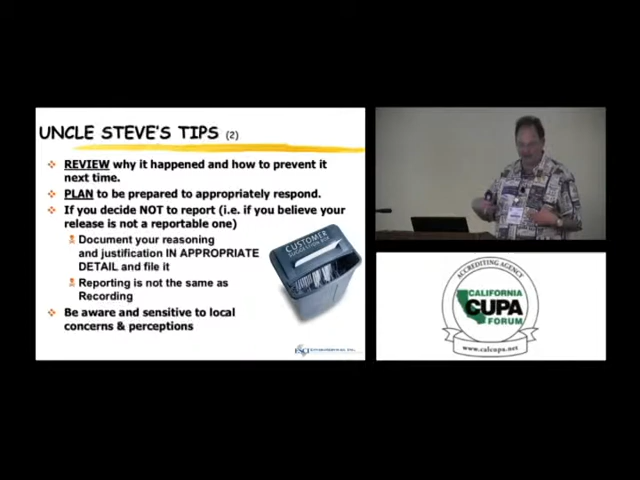 UNCLE STEVE'S TIPS (2)
REVIEW why it happened and how to prevent it
next time.
PLAN to be prepared to appropriately respond.
If you decide NOT to report (i.e. if you believe your
release is not a reportable one)
Document your reasoning
and justification IN APPROPRIATE
DETAIL and file it
Reporting is not the same as
Recording
Be aware and sensitive to local
concerns & perceptions
CUSTOMER
SUGGESTION BOX
ACCREDITING AGENCY
CALIFORNIA
CUPA
FORUM
www.calcupa.net